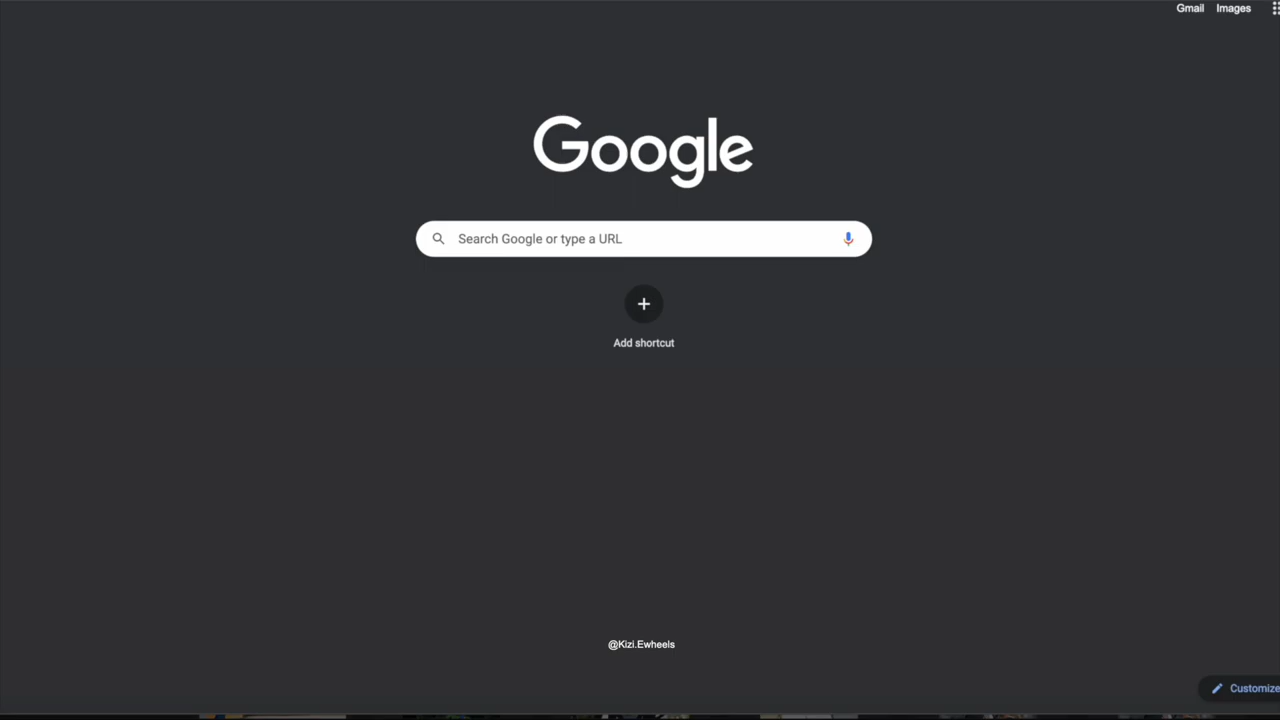 Gmail Images
Google
Search Google or type a URL
Add shortcut
@Kizi.Ewheels
Customize